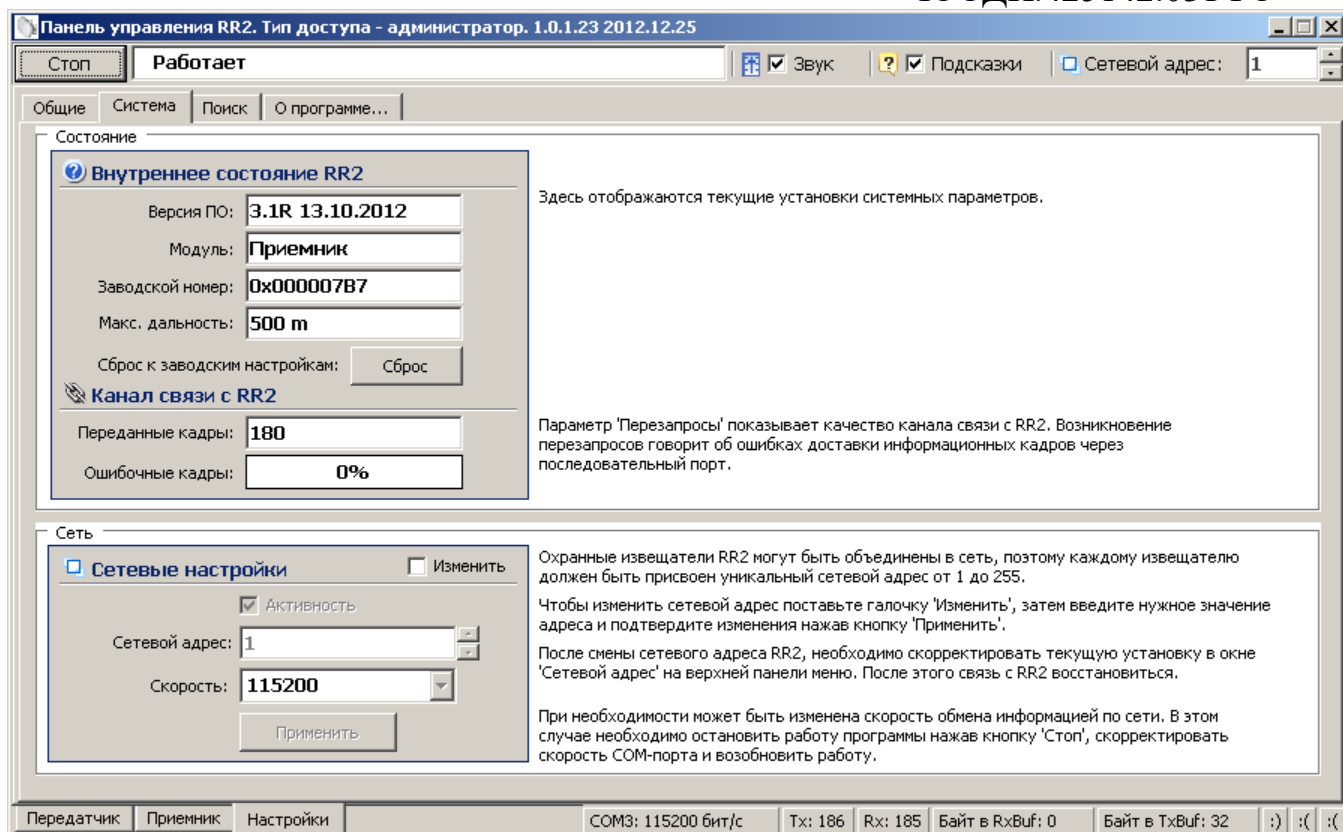 Панель управления RR2. Тип доступа - администратор. 1.0.1.23 2012.12.25
Стоп
Работает
Звук
Подсказки
Сетевой адрес:
1
Общие
Система
Поиск
О программе...
Состояние
Внутреннее состояние RR2
Версия ПО: 3.1R 13.10.2012
Модуль: Приемник
Заводской номер: 0x000007B7
Макс. дальность: 500 m
Сброс к заводским настройкам: Сброс
Здесь отображаются текущие установки системных параметров.
Канал связи с RR2
Переданные кадры: 180
Ошибочные кадры: 0%
Параметр 'Перезапросы' показывает качество канала связи с RR2. Возникновение
перезапросов говорит об ошибках доставки информационных кадров через
последовательный порт.
Сеть
Сетевые настройки
Изменить
Активность
Сетевой адрес: 1
Скорость: 115200
Применить
Охранные извещатели RR2 могут быть объединены в сеть, поэтому каждому извещателю
должен быть присвоен уникальный сетевой адрес от 1 до 255.
Чтобы изменить сетевой адрес поставьте галочку 'Изменить', затем введите нужное значение
адреса и подтвердите изменения нажав кнопку 'Применить'.
После смены сетевого адреса RR2, необходимо скорректировать текущую установку в окне
'Сетевой адрес' на верхней панели меню. После этого связь с RR2 восстановиться.
При необходимости может быть изменена скорость обмена информацией по сети. В этом
случае необходимо остановить работу программы нажав кнопку 'Стоп', скорректировать
скорость COM-порта и возобновить работу.
Передатчик
Приемник
Настройки
COM3: 115200 бит/с
Tx: 186
Rx: 185
Байт в RxBuf: 0
Байт в TxBuf: 32
:)
:(
:(